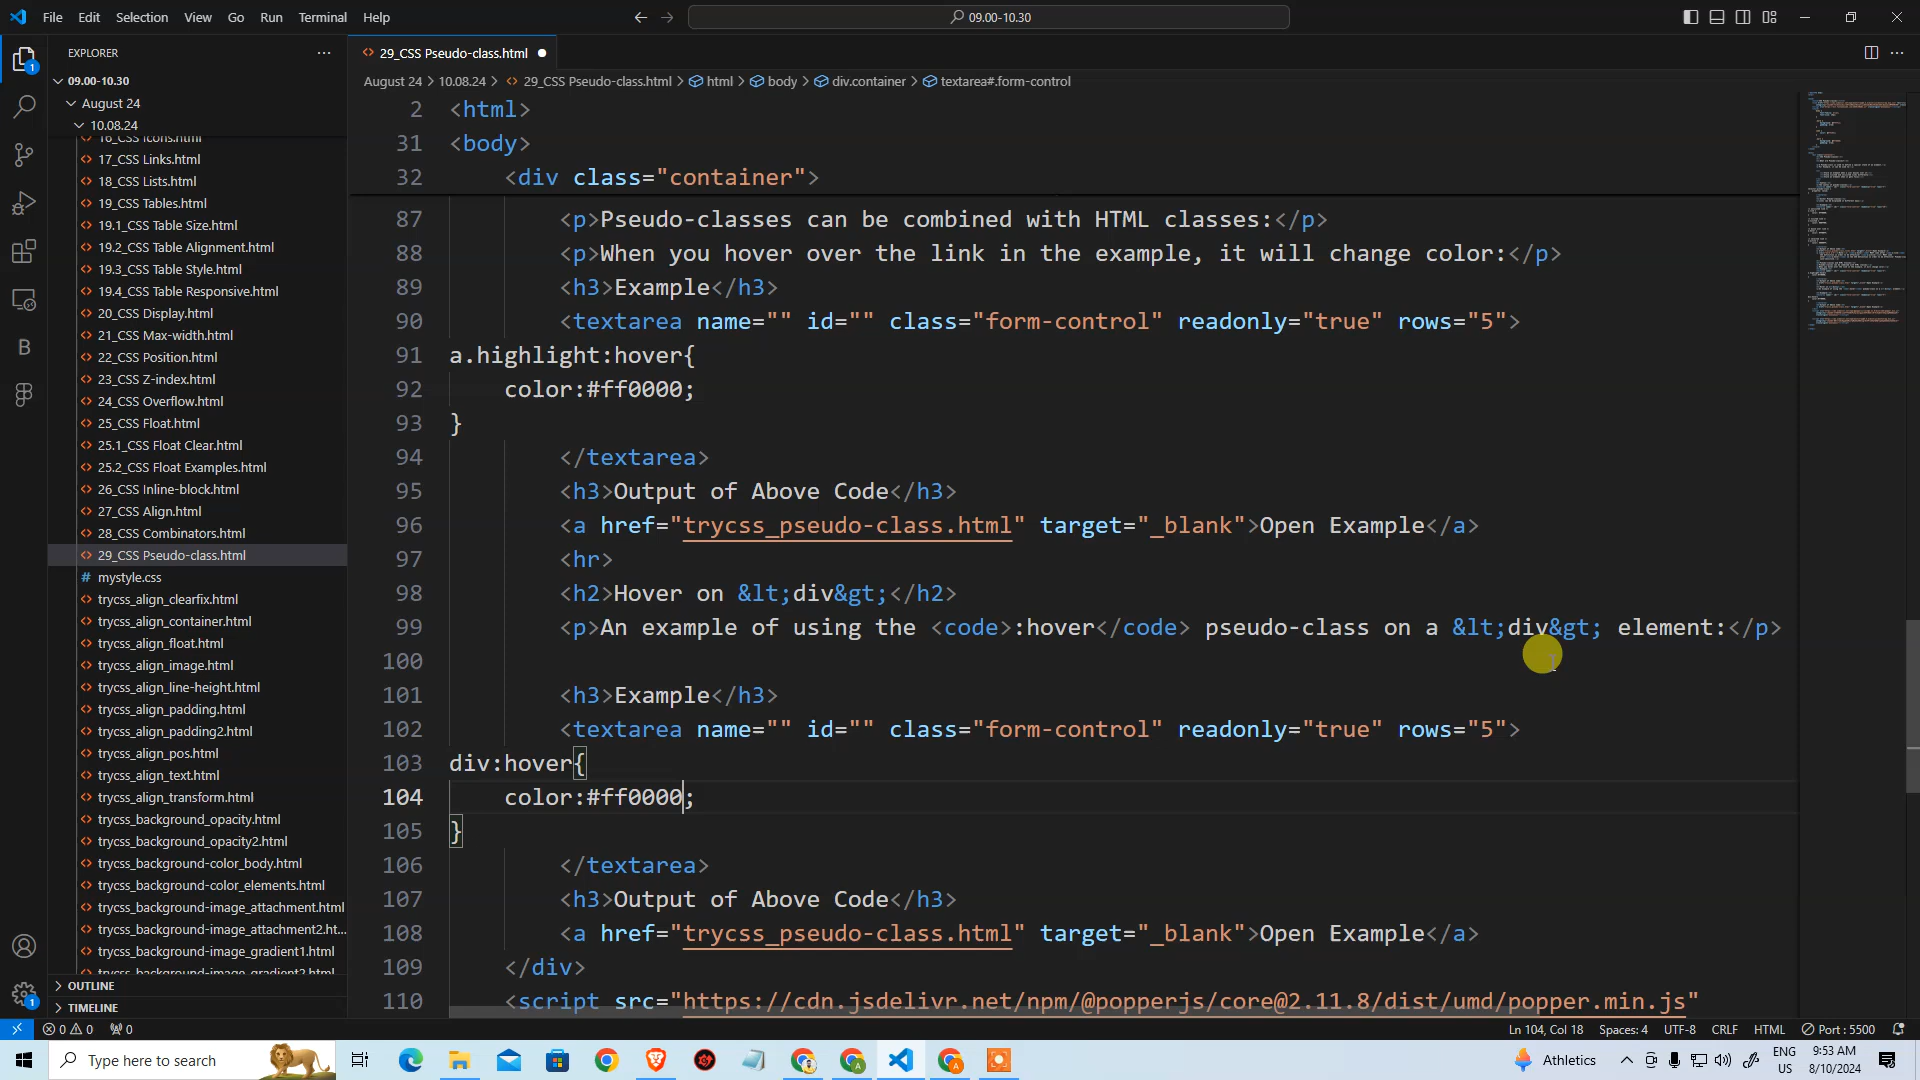 File Edit Selection View Go Run Terminal Help
09.00-10.30
EXPLORER
29_CSS Pseudo-class.html
09.00-10.30
August 24
10.08.24
16_CSS Icons.html
17_CSS Links.html
18_CSS Lists.html
19_CSS Tables.html
19.1_CSS Table Size.html
19.2_CSS Table Alignment.html
19.3_CSS Table Style.html
19.4_CSS Table Responsive.html
20_CSS Display.html
21_CSS Max-width.html
22_CSS Position.html
23_CSS Z-index.html
24_CSS Overflow.html
25_CSS Float.html
25.1_CSS Float Clear.html
25.2_CSS Float Examples.html
26_CSS Inline-block.html
27_CSS Align.html
28_CSS Combinators.html
29_CSS Pseudo-class.html
# mystyle.css
trycss_align_clearfix.html
trycss_align_container.html
trycss_align_float.html
trycss_align_image.html
trycss_align_line-height.html
trycss_align_padding.html
trycss_align_padding2.html
trycss_align_pos.html
trycss_align_text.html
trycss_align_transform.html
trycss_background_opacity.html
trycss_background_opacity2.html
trycss_background-color_body.html
trycss_background-color_elements.html
trycss_background-image_attachment.html
trycss_background-image_attachment2.ht...
trycss_background-image_gradient1.html
trycss_background-image_gradient2.html
OUTLINE
TIMELINE
August 24 > 10.08.24 > 29_CSS Pseudo-class.html > html > body > div.container > textarea#.form-control
2 <html>
31 <body>
32 <div class="container">
87 <p>Pseudo-classes can be combined with HTML classes:</p>
88 <p>When you hover over the link in the example, it will change color:</p>
89 <h3>Example</h3>
90 <textarea name="" id="" class="form-control" readonly="true" rows="5">
91 a.highlight:hover{
92 color:#ff0000;
93 }
94 </textarea>
95 <h3>Output of Above Code</h3>
96 <a href="trycss_pseudo-class.html" target="_blank">Open Example</a>
97 <hr>
98 <h2>Hover on &lt;div&gt;</h2>
99 <p>An example of using the <code>:hover</code> pseudo-class on a &lt;div&gt; element:</p>
100
101 <h3>Example</h3>
102 <textarea name="" id="" class="form-control" readonly="true" rows="5">
103 div:hover{
104 color:#ff0000;
105 }
106 </textarea>
107 <h3>Output of Above Code</h3>
108 <a href="trycss_pseudo-class.html" target="_blank">Open Example</a>
109 </div>
110 <script src="https://cdn.jsdelivr.net/npm/@popperjs/core@2.11.8/dist/umd/popper.min.js"
0 0 0 Ln 104, Col 18 Spaces: 4 UTF-8 CRLF HTML Port : 5500
Type here to search
Athletics
ENG
US
9:53 AM
8/10/2024